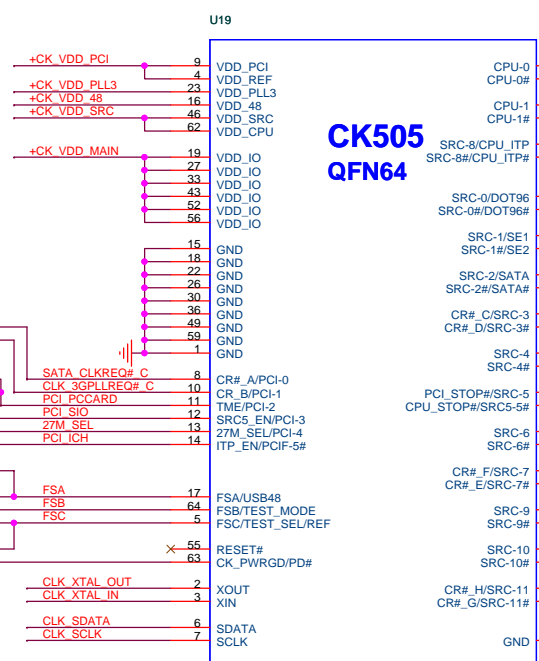 U19
+CK_VDD_PCI 9 VDD_PCI CPU-0
4 VDD_REF CPU-0#
+CK_VDD_PLL3 23 VDD_PLL3
+CK_VDD_48 16 VDD_48 CPU-1
+CK_VDD_SRC 46 VDD_SRC CPU-1#
62 VDD_CPU
CK505
SRC-8/CPU_ITP
+CK_VDD_MAIN 19 VDD_IO SRC-8#/CPU_ITP#
27 VDD_IO
QFN64
33 VDD_IO
43 VDD_IO SRC-0/DOT96
52 VDD_IO SRC-0#/DOT96#
56 VDD_IO
SRC-1/SE1
15 GND SRC-1#/SE2
18 GND
22 GND SRC-2/SATA
26 GND SRC-2#/SATA#
30 GND
36 GND CR#_C/SRC-3
49 GND CR#_D/SRC-3#
59 GND
1 GND SRC-4
SRC-4#
SATA_CLKREQ#_C 8 CR#_A/PCI-0
CLK_3GPLLREQ#_C 10 CR_B/PCI-1 PCI_STOP#/SRC-5
PCI_PCCARD 11 TME/PCI-2 CPU_STOP#/SRC5-5#
PCI_SIO 12 SRC5_EN/PCI-3
27M_SEL 13 27M_SEL/PCI-4 SRC-6
PCI_ICH 14 ITP_EN/PCIF-5# SRC-6#
CR#_F/SRC-7
CR#_E/SRC-7#
FSA 17 FSA/USB48
FSB 64 FSB/TEST_MODE SRC-9
FSC 5 FSC/TEST_SEL/REF SRC-9#
55 RESET# SRC-10
63 CK_PWRGD/PD# SRC-10#
CLK_XTAL_OUT 2 XOUT CR#_H/SRC-11
CLK_XTAL_IN 3 XIN CR#_G/SRC-11#
CLK_SDATA 6 SDATA
CLK_SCLK 7 SCLK GND